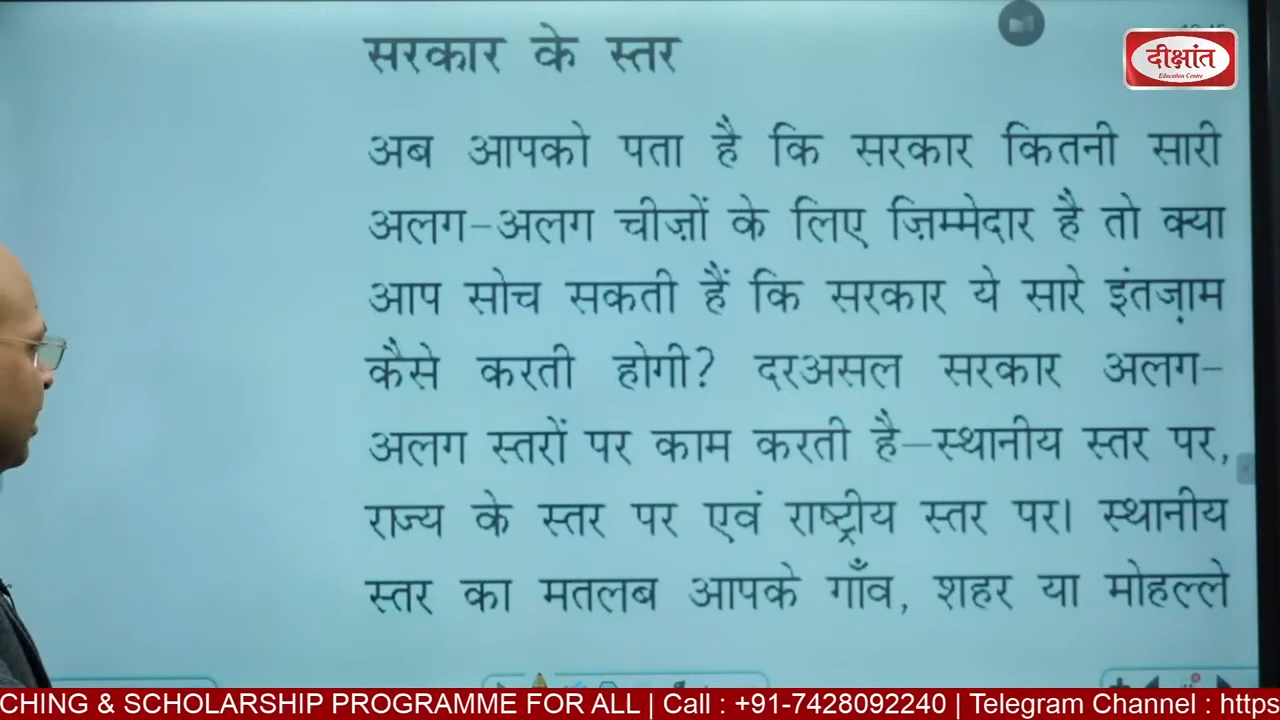 सरकार के स्तर
दीक्षांत
Education Centre
अब आपको पता है कि सरकार कितनी सारी
अलग-अलग चीज़ों के लिए ज़िम्मेदार है तो क्या
आप सोच सकती हैं कि सरकार ये सारे इंतज़ाम
कैसे करती होगी? दरअसल सरकार अलग-
अलग स्तरों पर काम करती है–स्थानीय स्तर पर,
राज्य के स्तर पर एवं राष्ट्रीय स्तर पर। स्थानीय
स्तर का मतलब आपके गाँव, शहर या मोहल्ले
CHING & SCHOLARSHIP PROGRAMME FOR ALL | Call : +91-7428092240 | Telegram Channel : https